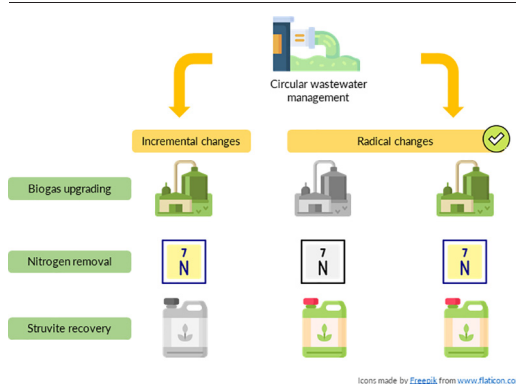 Circular wastewater
management
Incremental changes
Radical changes
Biogas upgrading
Nitrogen removal
7
N
7
N
7
N
Struvite recovery
Icons made by Freepik from www.flaticon.co